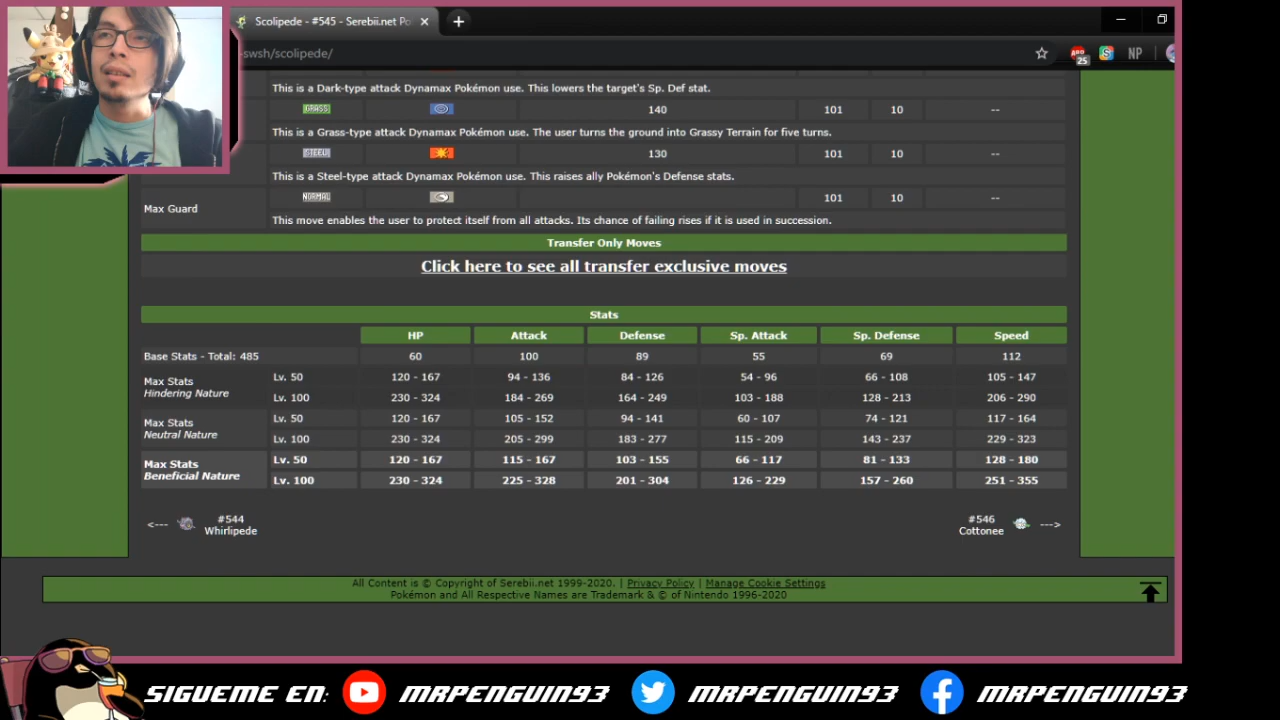 Scolipede - #545 - Serebii.net Po
-swsh/scolipede/
25
NP
This is a Dark-type attack Dynamax Pokémon use. This lowers the target's Sp. Def stat.
GRASS 140 101 10 --
This is a Grass-type attack Dynamax Pokémon use. The user turns the ground into Grassy Terrain for five turns.
STEEL 130 101 10 --
This is a Steel-type attack Dynamax Pokémon use. This raises ally Pokémon's Defense stats.
Max Guard NORMAL 101 10 --
This move enables the user to protect itself from all attacks. Its chance of failing rises if it is used in succession.
Transfer Only Moves
Click here to see all transfer exclusive moves
Stats
HP Attack Defense Sp. Attack Sp. Defense Speed
Base Stats - Total: 485 60 100 89 55 69 112
Max Stats
Hindering Nature
Lv. 50 120 - 167 94 - 136 84 - 126 54 - 96 66 - 108 105 - 147
Lv. 100 230 - 324 184 - 269 164 - 249 103 - 188 128 - 213 206 - 290
Max Stats
Neutral Nature
Lv. 50 120 - 167 105 - 152 94 - 141 60 - 107 74 - 121 117 - 164
Lv. 100 230 - 324 205 - 299 183 - 277 115 - 209 143 - 237 229 - 323
Max Stats
Beneficial Nature
Lv. 50 120 - 167 115 - 167 103 - 155 66 - 117 81 - 133 128 - 180
Lv. 100 230 - 324 225 - 328 201 - 304 126 - 229 157 - 260 251 - 355
<--- #544
Whirlipede
#546 --->
Cottonee
All Content is © Copyright of Serebii.net 1999-2020. | Privacy Policy | Manage Cookie Settings
Pokémon and All Respective Names are Trademark & © of Nintendo 1996-2020
SIGUEME EN: MRPENGUIN93 MRPENGUIN93 MRPENGUIN93